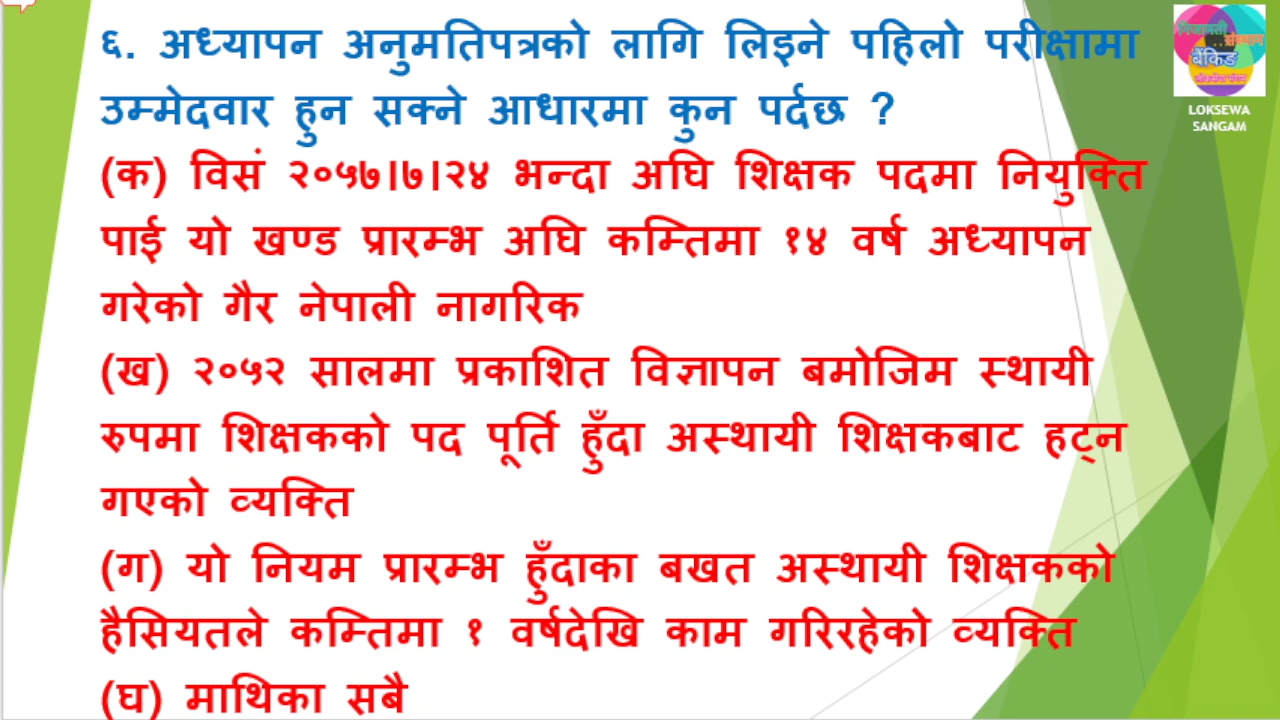 ६. अध्यापन अनुमतिपत्रको लागि लिइने पहिलो परीक्षामा
उम्मेदवार हुन सक्ने आधारमा कुन पर्दछ ?
(क) विसं २०५७।७।२४ भन्दा अघि शिक्षक पदमा नियुक्ति
पाई यो खण्ड प्रारम्भ अघि कम्तिमा १४ वर्ष अध्यापन
गरेको गैर नेपाली नागरिक
(ख) २०५२ सालमा प्रकाशित विज्ञापन बमोजिम स्थायी
रुपमा शिक्षकको पद पूर्ति हुँदा अस्थायी शिक्षकबाट हट्न
गएको व्यक्ति
(ग) यो नियम प्रारम्भ हुँदाका बखत अस्थायी शिक्षकको
हैसियतले कम्तिमा १ वर्षदेखि काम गरिरहेको व्यक्ति
(घ) माथिका सबै
बैंकिङ
LOKSEWA
SANGAM